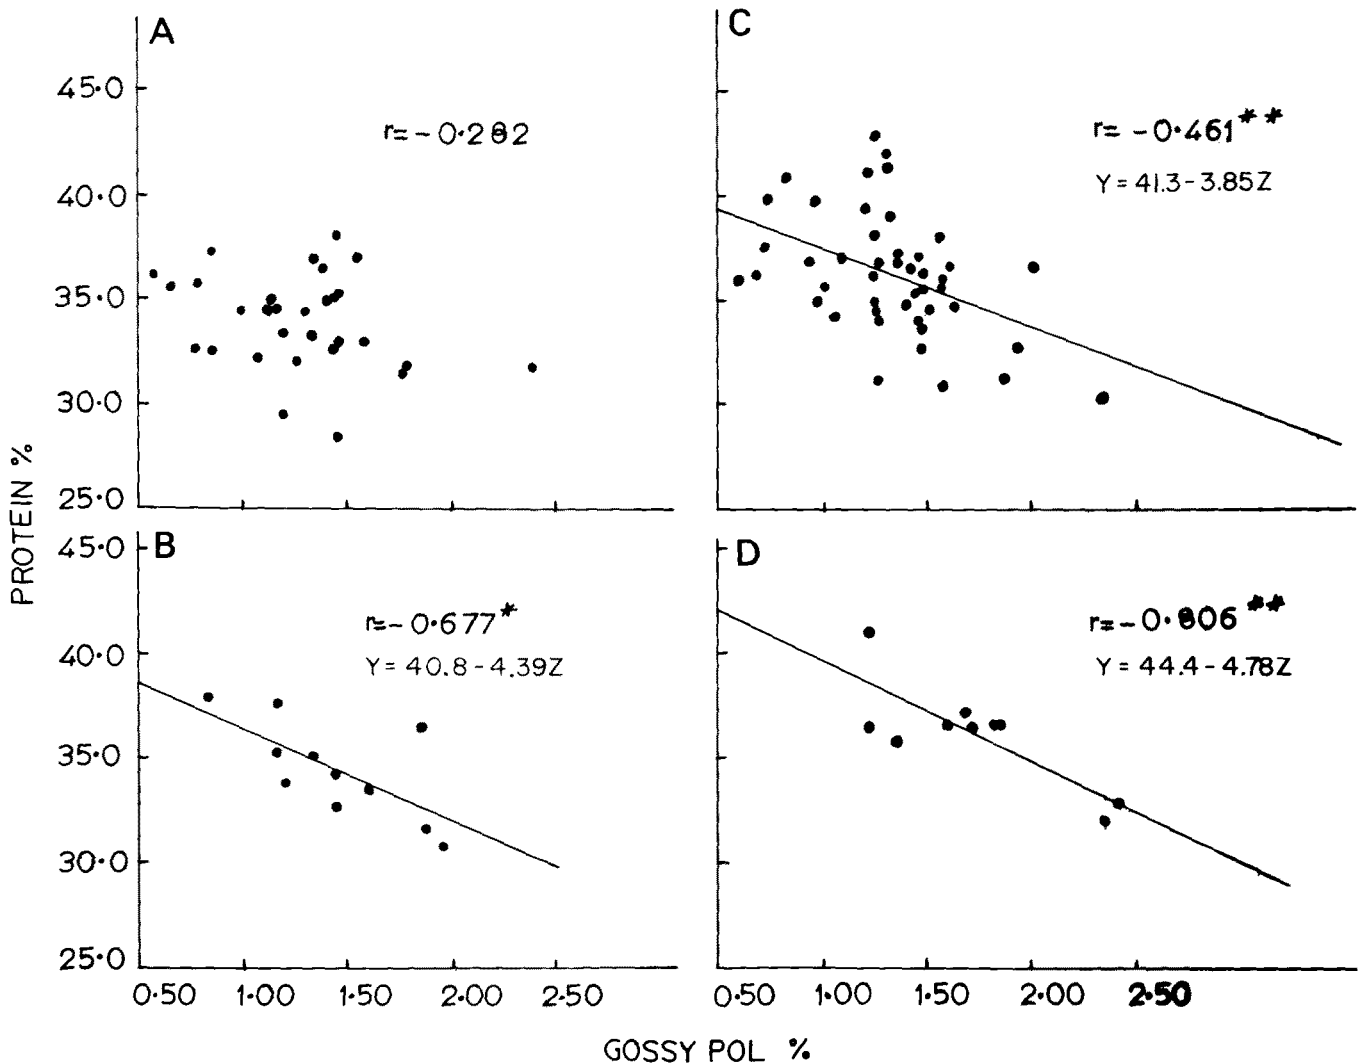 A
45·0
40·0
35·0
30·0
25·0
r=-0·282
C
r= -0·461**
Y = 41.3-3.85Z
PROTEIN %
B
45·0
40·0
35·0
30·0
25·0
r=-0·677*
Y = 40.8-4.39Z
0.50 1.00 1.50 2.00 2.50
D
r=-0·806**
Y = 44.4-4.78Z
0.50 1.00 1.50 2.00 2.50
GOSSY POL %